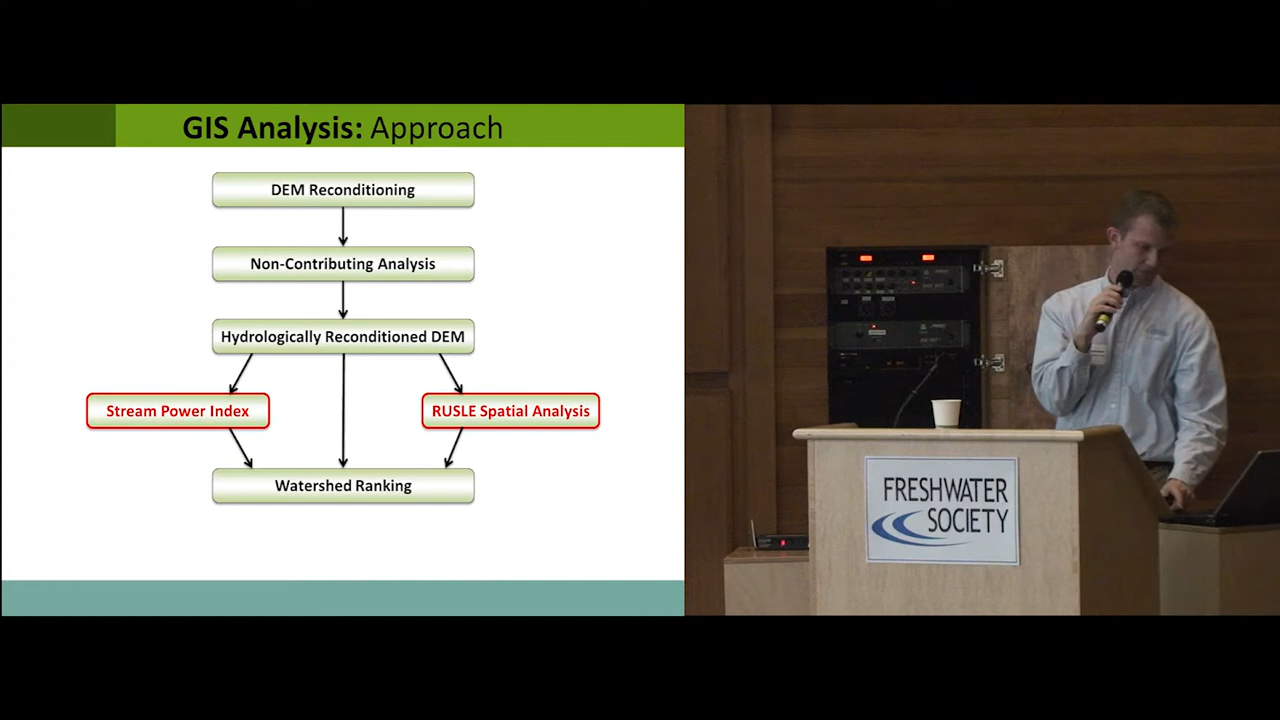 GIS Analysis: Approach
DEM Reconditioning
Non-Contributing Analysis
Hydrologically Reconditioned DEM
Stream Power Index
RUSLE Spatial Analysis
Watershed Ranking
FRESHWATER
SOCIETY